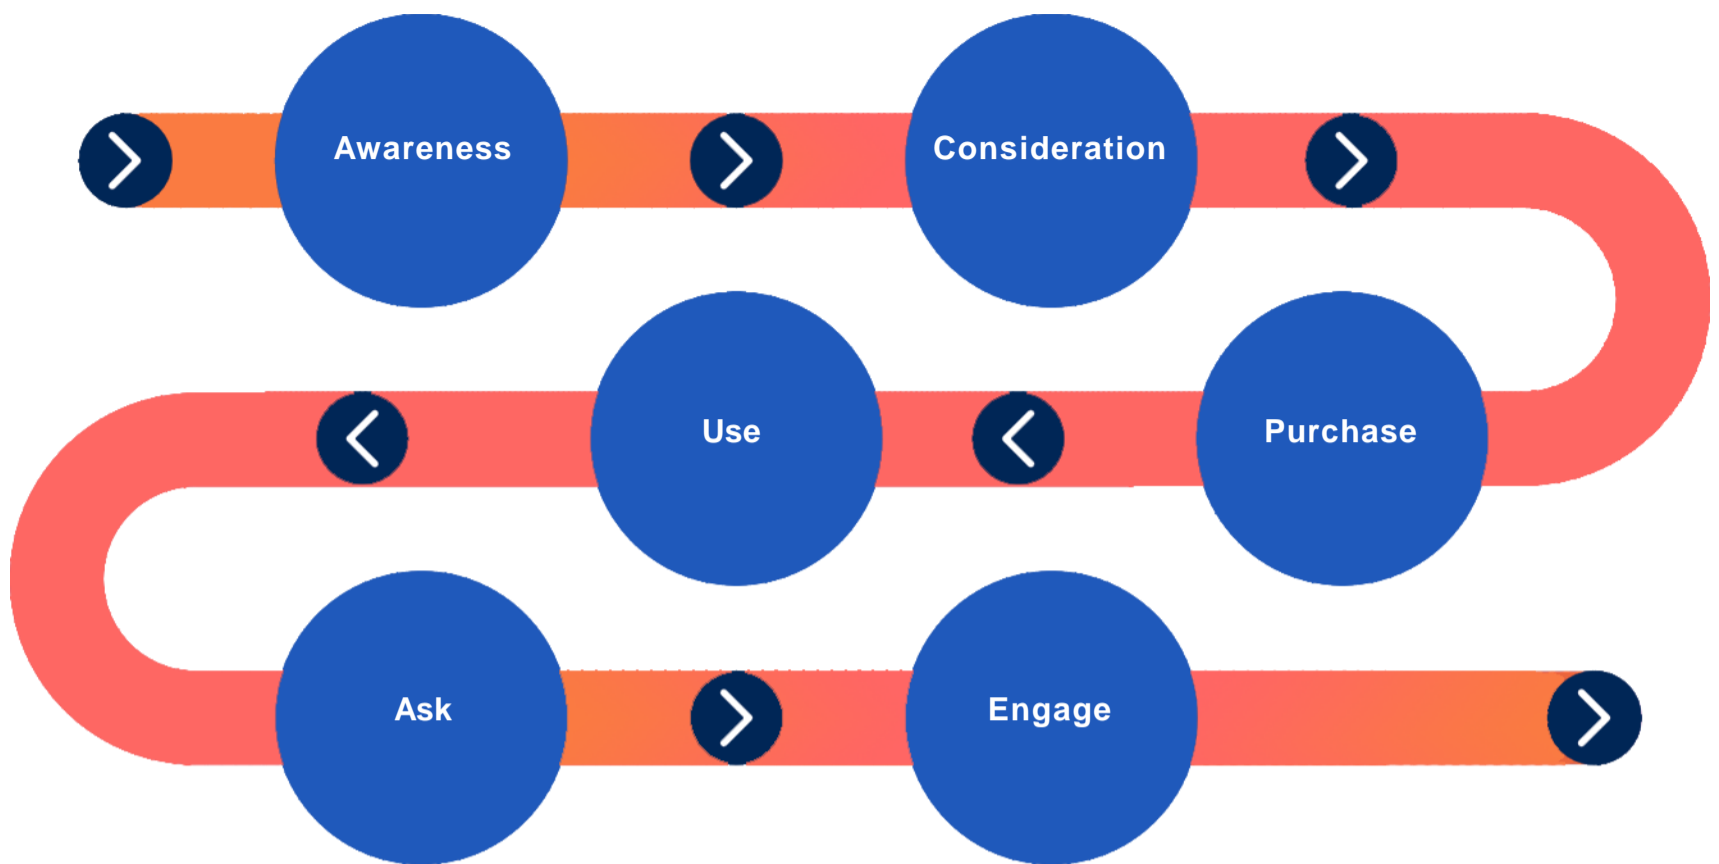 Awareness
Consideration
Purchase
Use
Ask
Engage